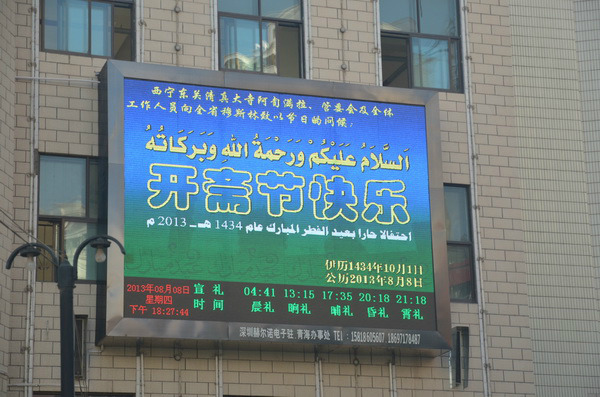 西宁东关清真大寺阿訇满拉、管委会及全体
工作人员向全省穆斯林致以节日的问候，
اَلسَّلَامُ عَلَيْكُمْ وَرَحْمَةُ اللهِ وَبَرَكَاتُهُ
开斋节快乐
احتفالا حارا بعيد الفطر المبارك عام 1434 هـ _ 2013 م
伊历1434年10月1日
公历2013年8月8日
2013年08月08日 宣礼 04:41 13:15 17:35 20:18 21:18
星期四 时间 晨礼 晌礼 晡礼 昏礼 宵礼
下午 18:27:44
深圳赫尔诺电子驻 青海办事处 TEl：15818605607 18697178487